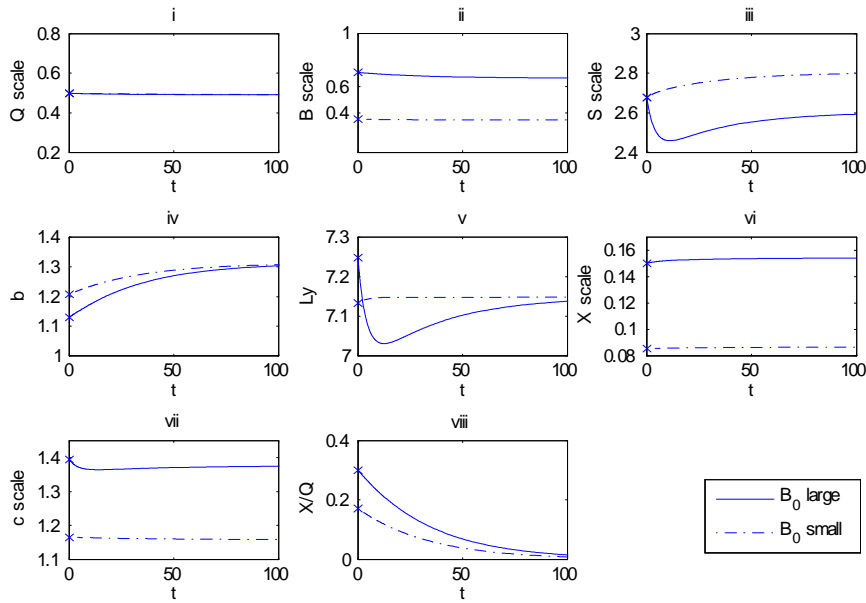 i
0.8
0.6
0.4
0.2
0
50
100
Q scale
t
ii
1
0.6
0.4
0
50
100
B scale
t
iii
3
2.8
2.6
2.4
0
50
100
S scale
t
iv
1.4
1.3
1.2
1.1
1
0
50
100
b
t
v
7.3
7.2
7.1
7
0
50
100
Ly
t
vi
0.16
0.14
0.12
0.1
0.08
0
50
100
X scale
t
vii
1.4
1.3
1.2
1.1
0
50
100
c scale
t
viii
0.4
0.2
0
0
50
100
X/Q
t
B0 large
B0 small